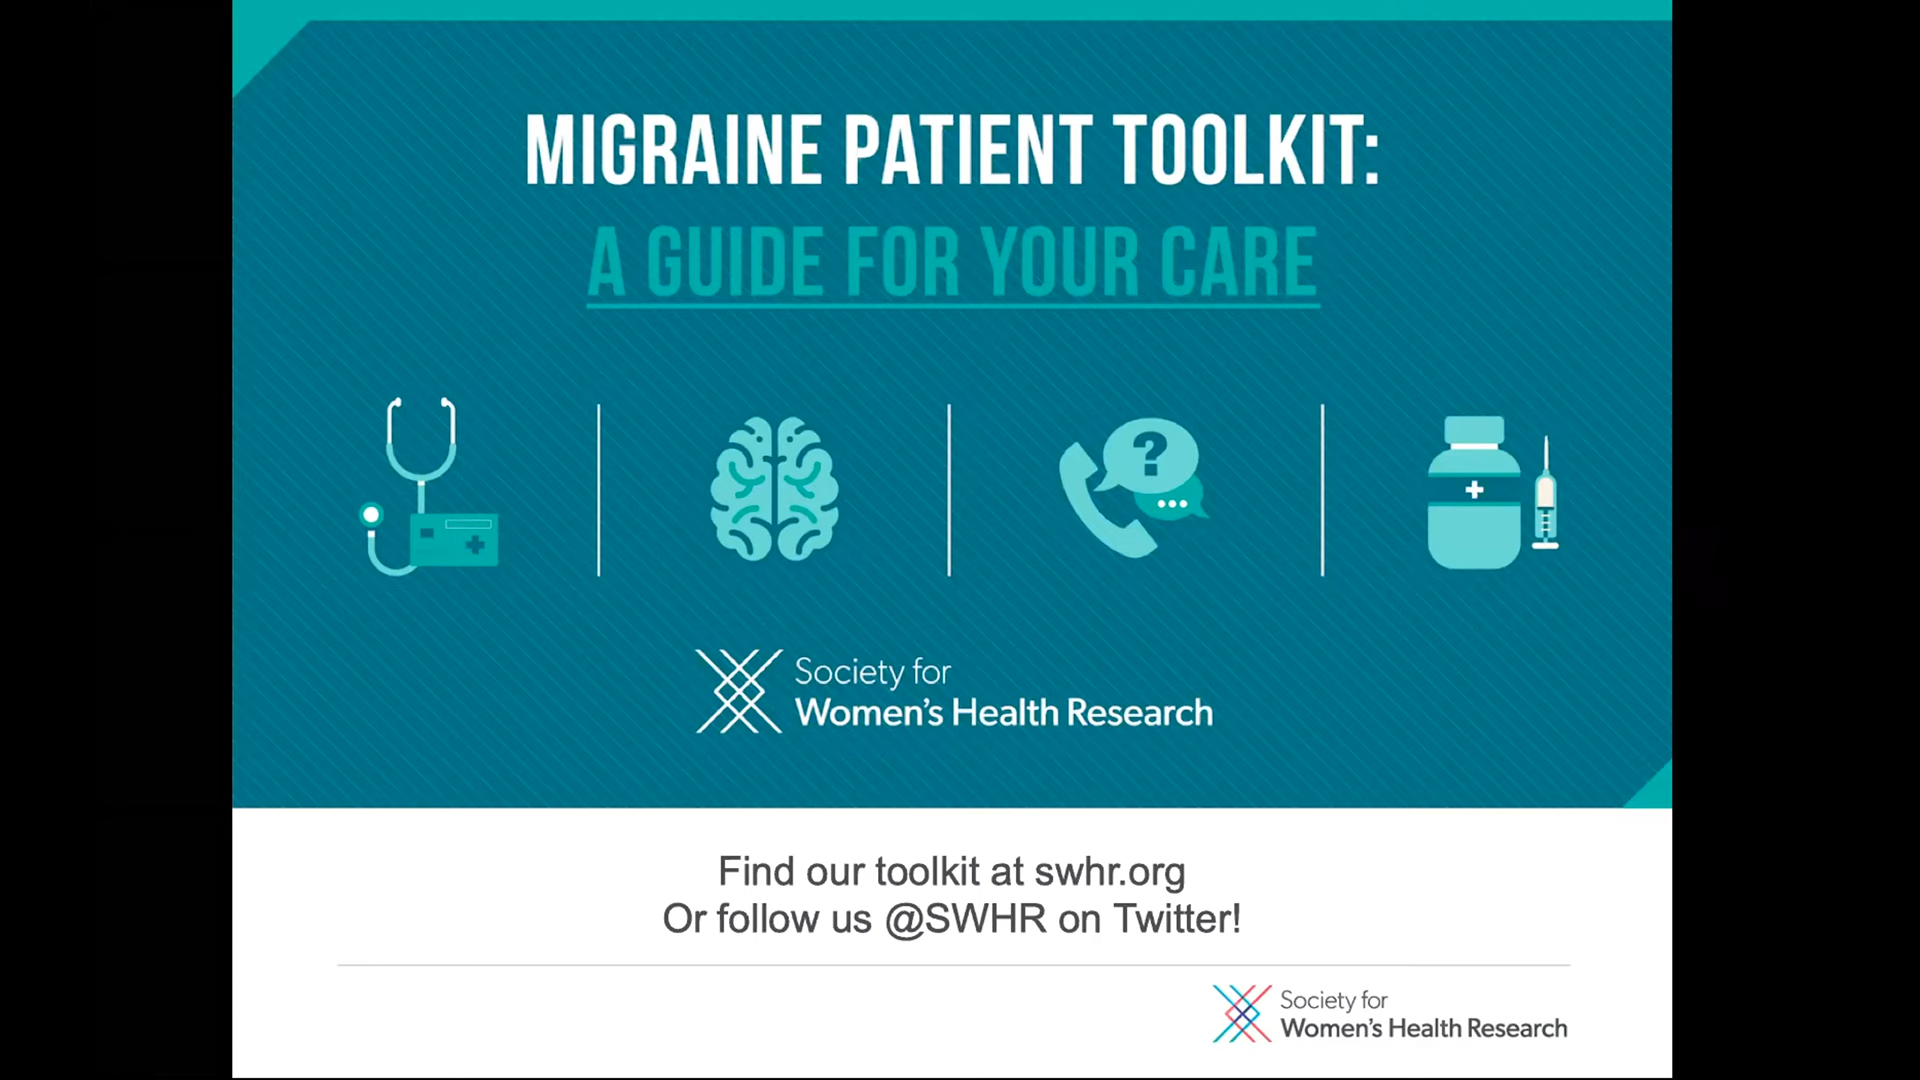 MIGRAINE PATIENT TOOLKIT:
A GUIDE FOR YOUR CARE
?
Society for
Women's Health Research
Find our toolkit at swhr.org
Or follow us @SWHR on Twitter!
Society for
Women's Health Research